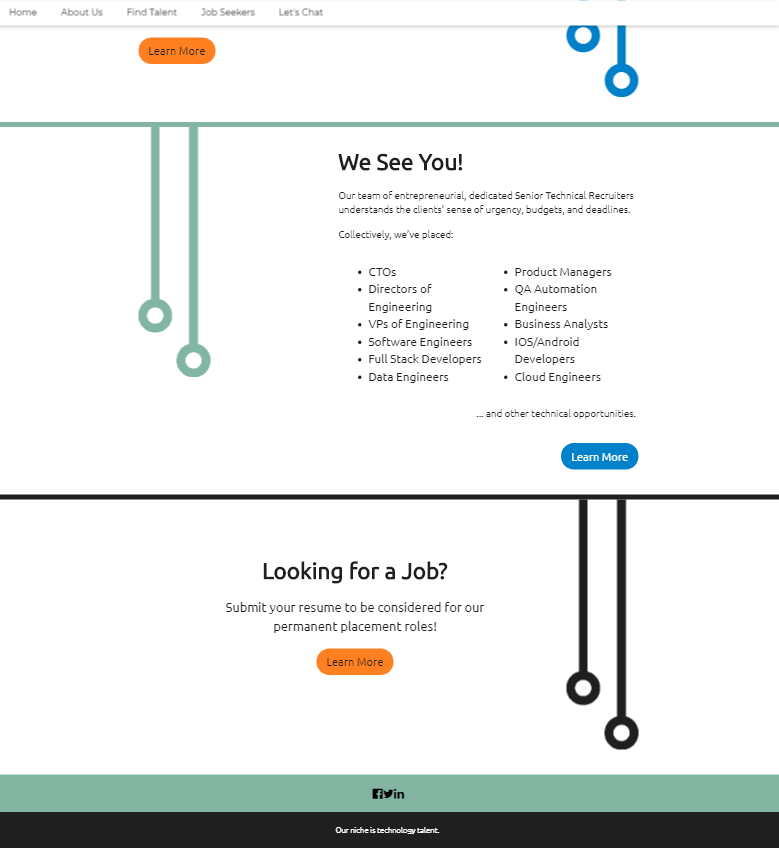 Home About Us Find Talent Job Seekers Let's Chat
Learn More
We See You!
Our team of entrepreneurial, dedicated Senior Technical Recruiters
understands the clients' sense of urgency, budgets, and deadlines.
Collectively, we've placed:
• CTOs
• Directors of
Engineering
• VPs of Engineering
• Software Engineers
• Full Stack Developers
• Data Engineers
• Product Managers
• QA Automation
Engineers
• Business Analysts
• IOS/Android
Developers
• Cloud Engineers
... and other technical opportunities.
Learn More
Looking for a Job?
Submit your resume to be considered for our
permanent placement roles!
Learn More
Our niche is technology talent.